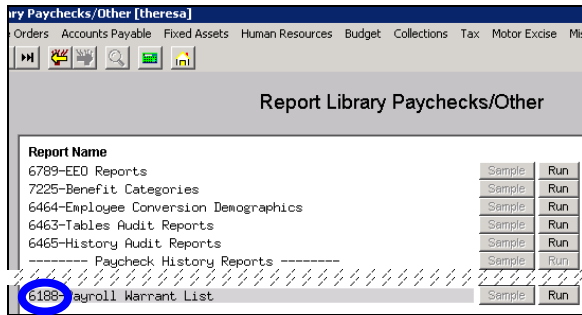 ry Paychecks/Other [theresa]
Orders Accounts Payable Fixed Assets Human Resources Budget Collections Tax Motor Excise
Report Library Paychecks/Other
Report Name
6789-EEO Reports Sample Run
7225-Benefit Categories Sample Run
6464-Employee Conversion Demographics Sample Run
6463-Tables Audit Reports Sample Run
6465-History Audit Reports Sample Run
-------- Paycheck History Reports -------- Sample Run
6188-Payroll Warrant List Sample Run